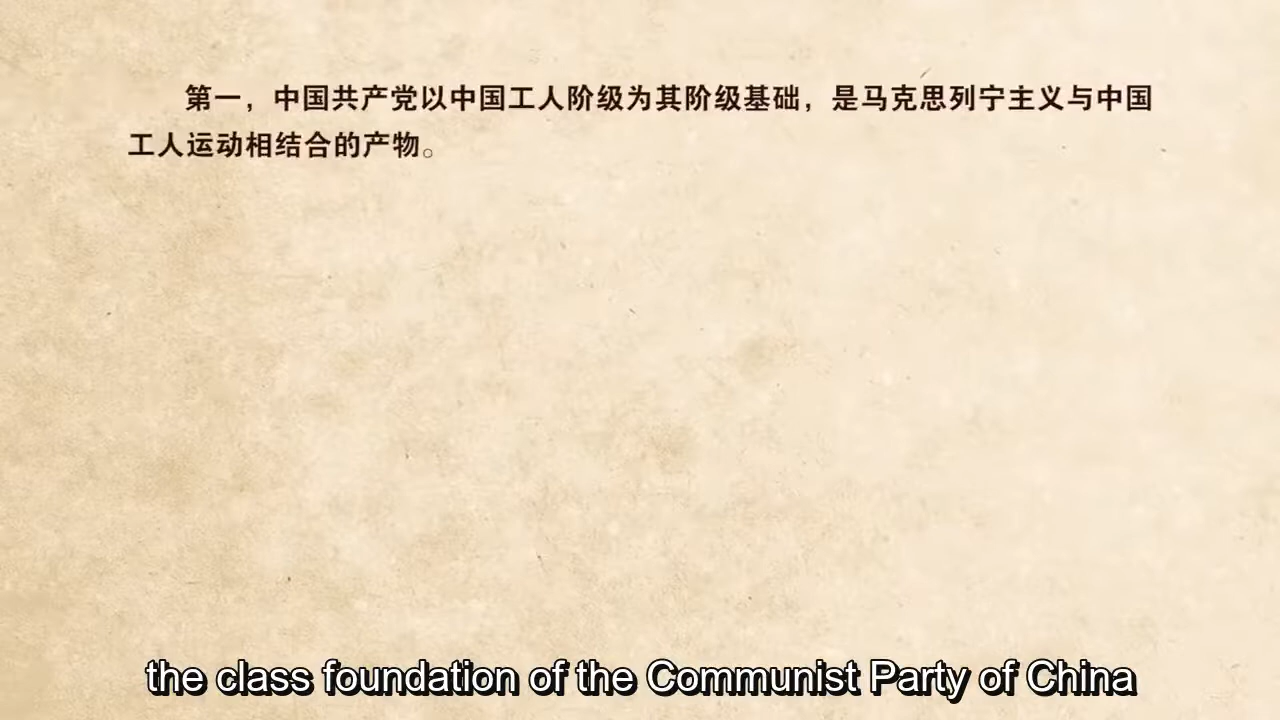 第一，中国共产党以中国工人阶级为其阶级基础，是马克思列宁主义与中国
工人运动相结合的产物。
the class foundation of the Communist Party of China